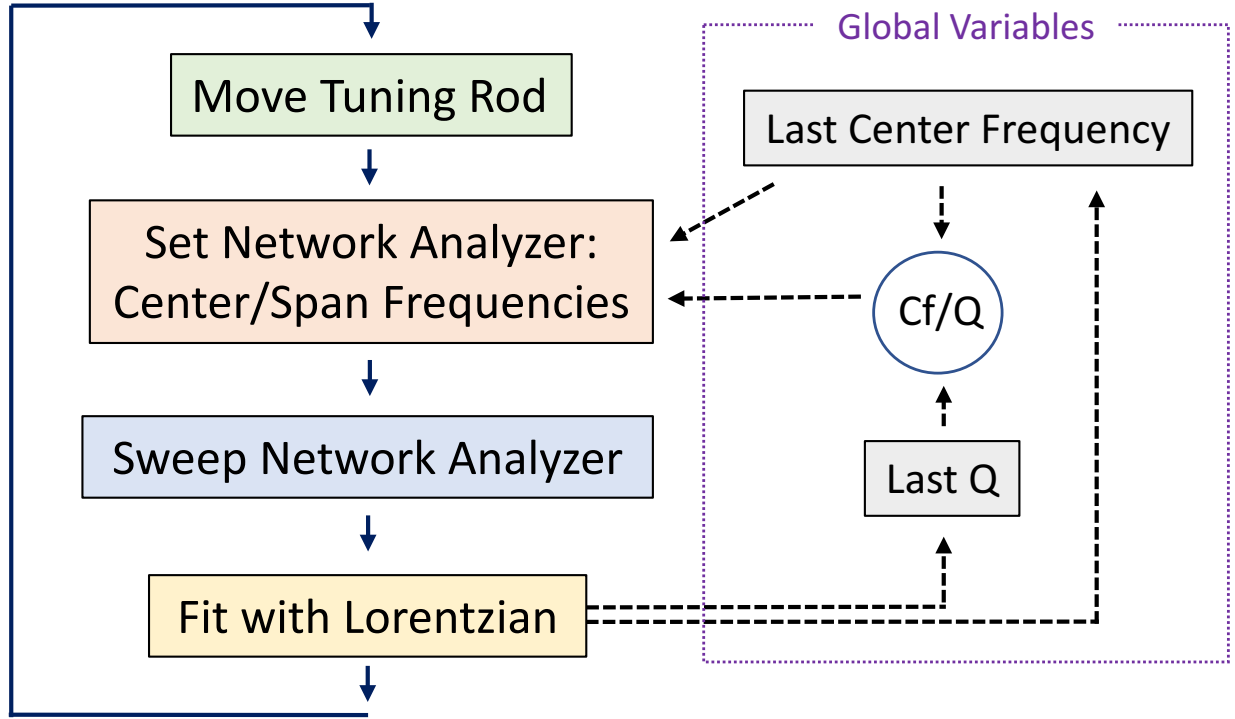 Move Tuning Rod
Set Network Analyzer:
Center/Span Frequencies
Sweep Network Analyzer
Fit with Lorentzian
Global Variables
Last Center Frequency
Cf/Q
Last Q